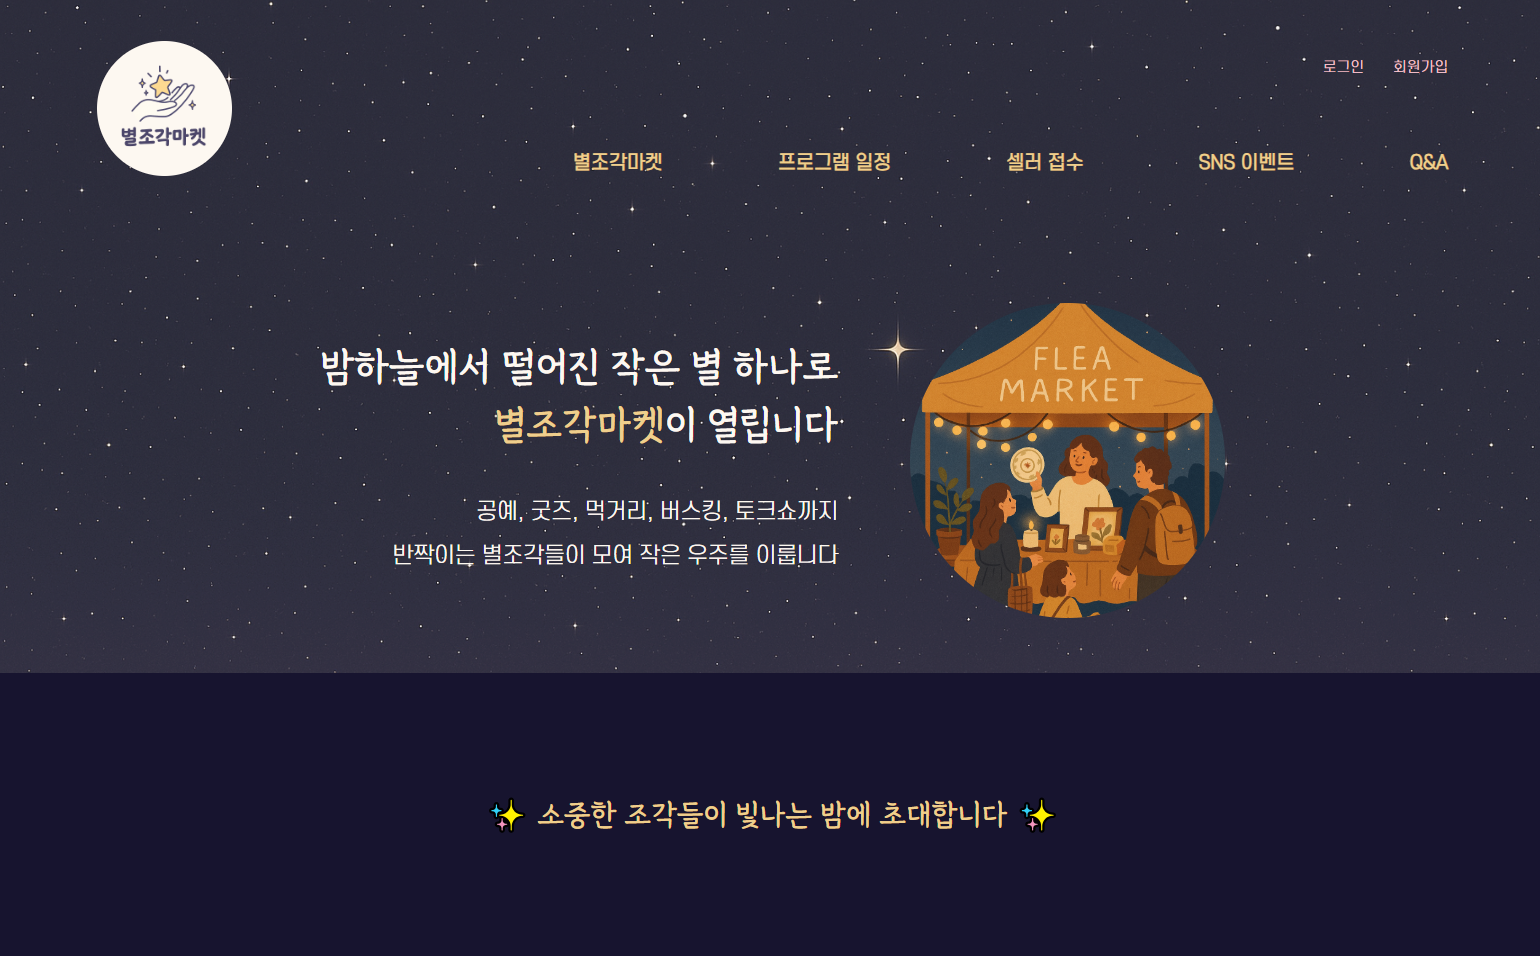 별조각마켓
로그인 회원가입
별조각마켓 프로그램 일정 셀러 접수 SNS 이벤트 Q&A
밤하늘에서 떨어진 작은 별 하나로
별조각마켓이 열립니다
공예, 굿즈, 먹거리, 버스킹, 토크쇼까지
반짝이는 별조각들이 모여 작은 우주를 이룹니다
FLEA
MARKET
✨ 소중한 조각들이 빛나는 밤에 초대합니다 ✨